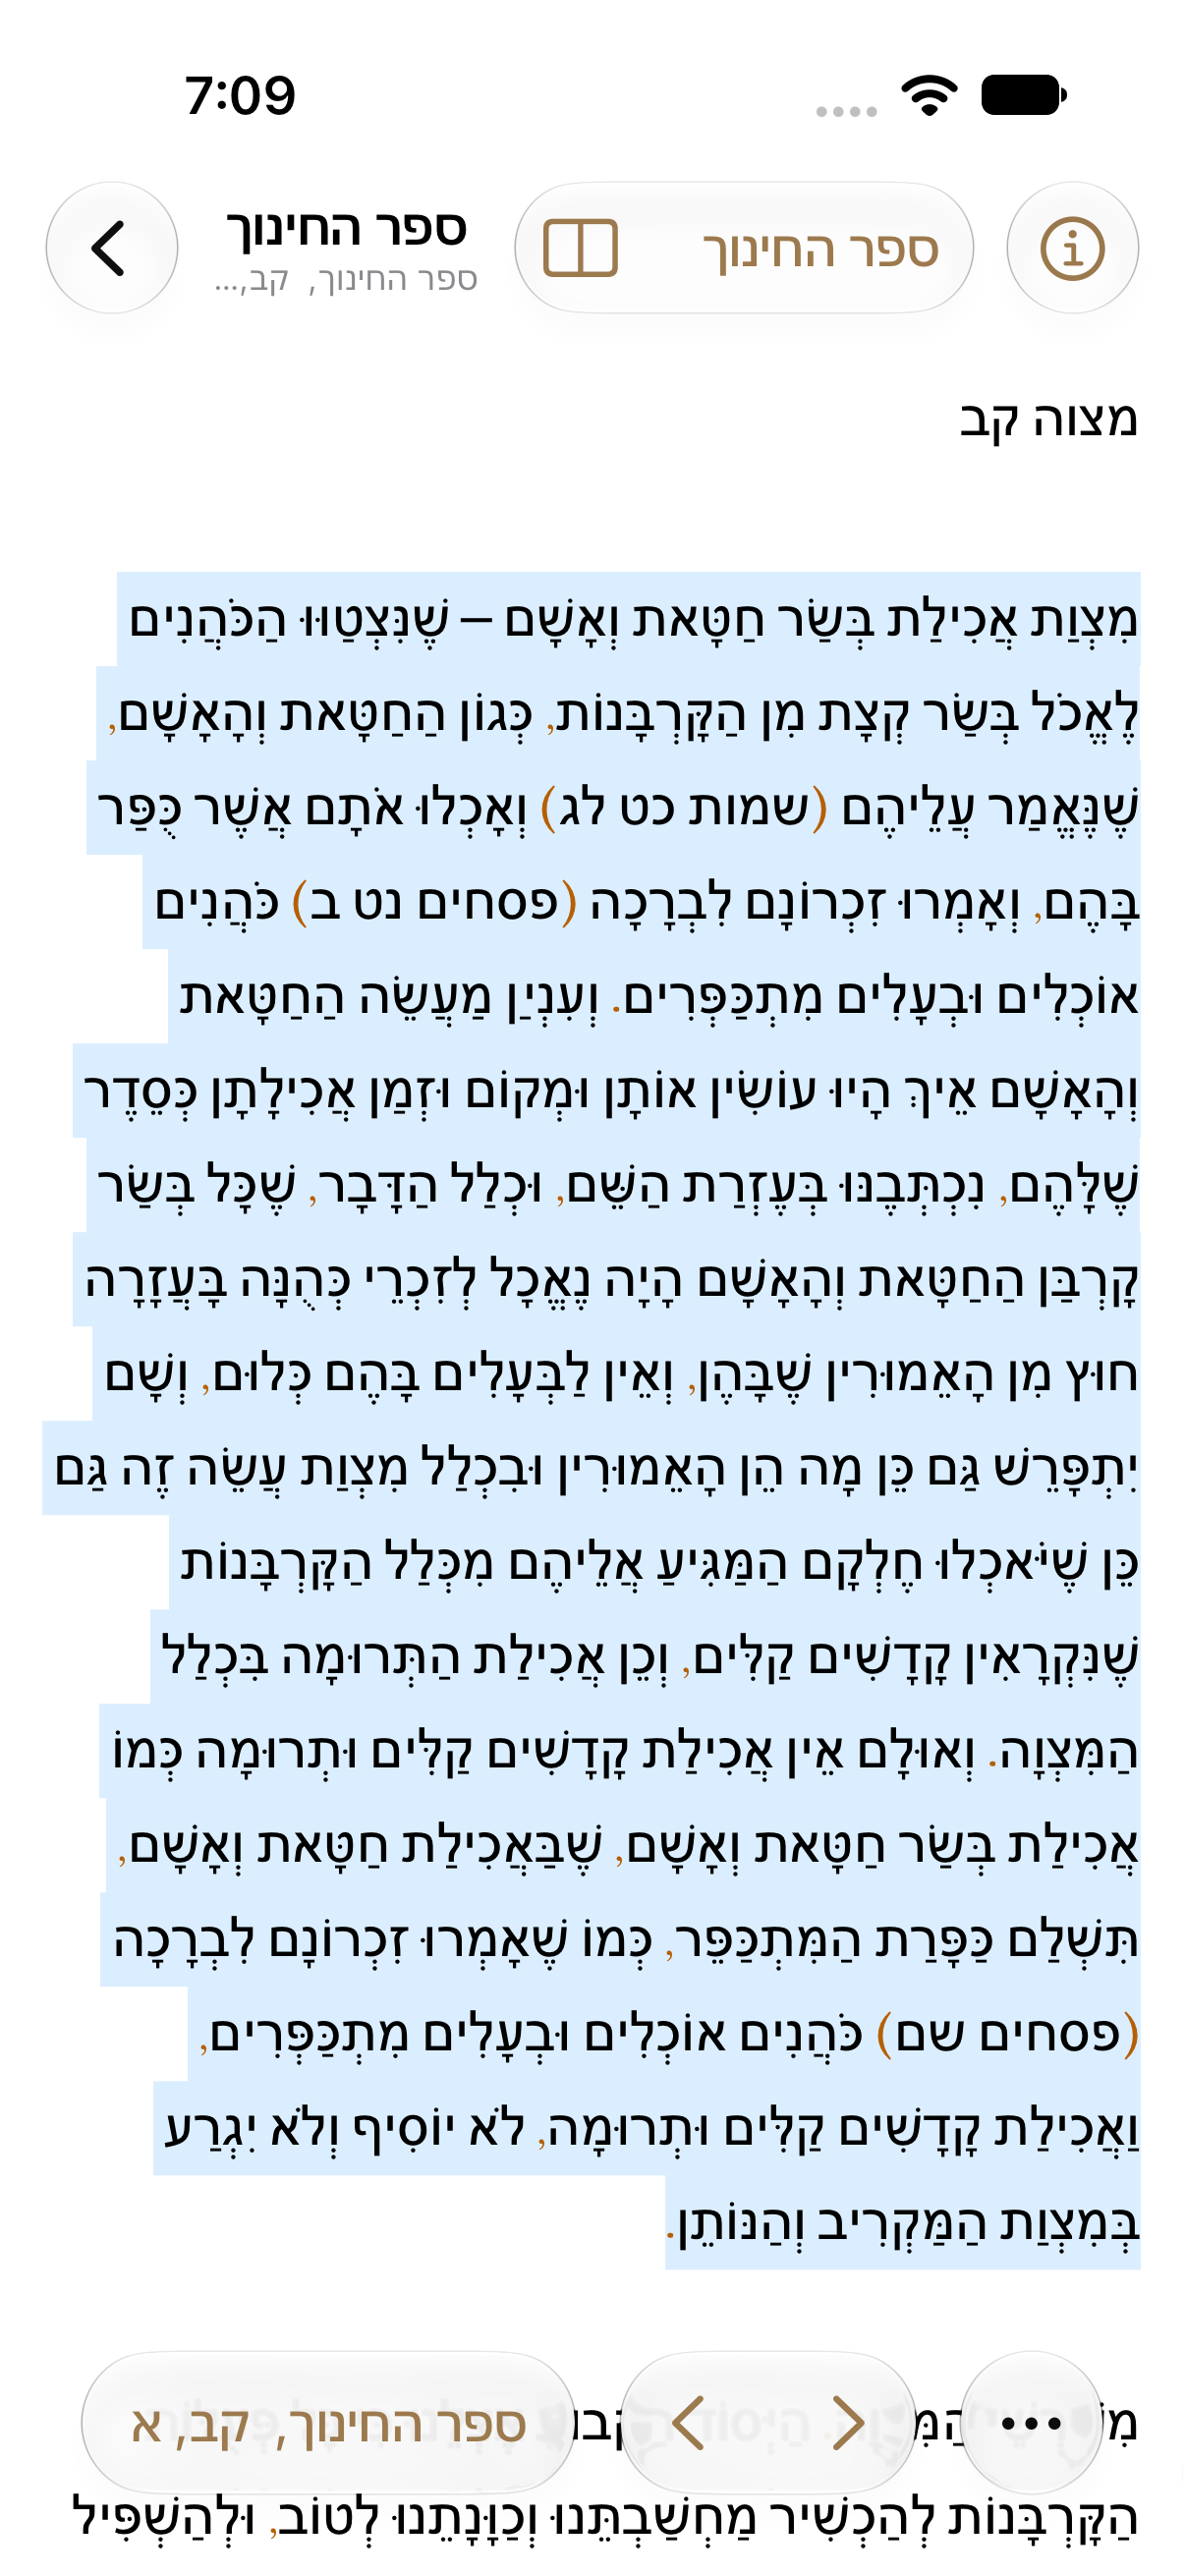 7:09
ספר החינוך
ספר החינוך
ספר החינוך, קב,...
מצוה קב
מִצְוַת אֲכִילַת בְּשַׂר חַטָּאת וְאָשָׁם – שֶׁנִּצְטַוּוּ הַכֹּהֲנִים
לֶאֱכֹל בְּשַׂר קְצָת מִן הַקָּרְבָּנוֹת, כְּגוֹן הַחַטָּאת וְהָאָשָׁם,
שֶׁנֶּאֱמַר עֲלֵיהֶם (שמות כט לג) וְאָכְלוּ אֹתָם אֲשֶׁר כֻּפַּר
בָּהֶם, וְאָמְרוּ זִכְרוֹנָם לִבְרָכָה (פסחים נט ב) כֹּהֲנִים
אוֹכְלִים וּבְעָלִים מִתְכַּפְּרִים. וְעִנְיַן מַעֲשֵׂה הַחַטָּאת
וְהָאָשָׁם אֵיךְ הָיוּ עוֹשִׂין אוֹתָן וּמְקוֹם וּזְמַן אֲכִילָתָן כְּסֵדֶר
שֶׁלָּהֶם, נִכְתְּבֶנּוּ בְּעֶזְרַת הַשֵּׁם, וּכְלַל הַדָּבָר, שֶׁכָּל בְּשַׂר
קָרְבַּן הַחַטָּאת וְהָאָשָׁם הָיָה נֶאֱכָל לְזִכְרֵי כְּהֻנָּה בָּעֲזָרָה
חוּץ מִן הָאֵמוּרִין שֶׁבָּהֶן, וְאֵין לַבְּעָלִים בָּהֶם כְּלוּם, וְשָׁם
יִתְפָּרֵשׁ גַּם כֵּן מָה הֵן הָאֵמוּרִין וּבִכְלַל מִצְוַת עֲשֵׂה זֶה גַּם
כֵּן שֶׁיֹּאכְלוּ חֶלְקָם הַמַּגִּיעַ אֲלֵיהֶם מִכְּלַל הַקָּרְבָּנוֹת
שֶׁנִּקְרָאִין קָדָשִׁים קַלִּים, וְכֵן אֲכִילַת הַתְּרוּמָה בִּכְלַל
הַמִּצְוָה. וְאוּלָם אֵין אֲכִילַת קָדָשִׁים קַלִּים וּתְרוּמָה כְּמוֹ
אֲכִילַת בְּשַׂר חַטָּאת וְאָשָׁם, שֶׁבַּאֲכִילַת חַטָּאת וְאָשָׁם,
תִּשְׁלַם כַּפָּרַת הַמִּתְכַּפֵּר, כְּמוֹ שֶׁאָמְרוּ זִכְרוֹנָם לִבְרָכָה
(פסחים שם) כֹּהֲנִים אוֹכְלִים וּבְעָלִים מִתְכַּפְּרִים,
וַאֲכִילַת קָדָשִׁים קַלִּים וּתְרוּמָה, לֹא יוֹסִיף וְלֹא יִגְרַע
בְּמִצְוַת הַמַּקְרִיב וְהַנּוֹתֵן.
ספר החינוך, קב, א
הַקָּרְבָּנוֹת לְהַכְשִׁיר מַחְשַׁבְתֵּנוּ וְכַוָּנָתֵנוּ לְטוֹב, וּלְהַשְׁפִּיל